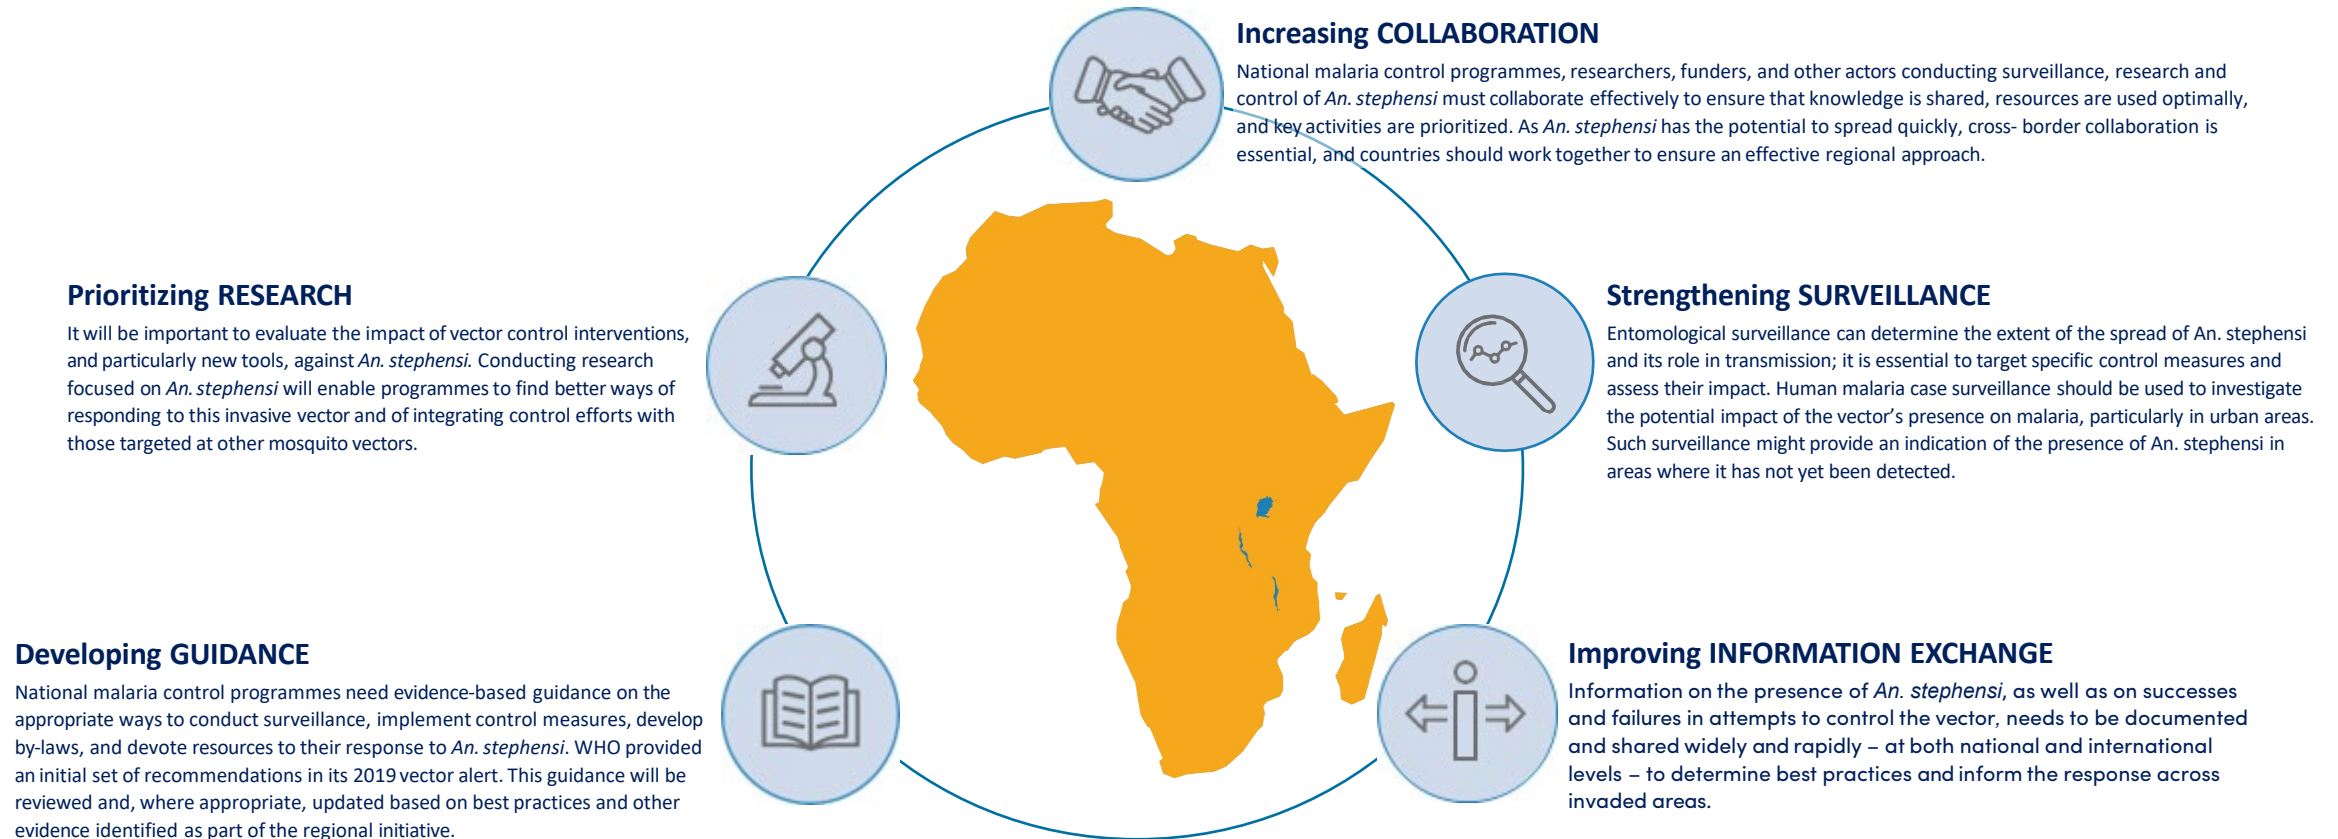 Increasing COLLABORATION
National malaria control programmes, researchers, funders, and other actors conducting surveillance, research and
control of An. stephensi must collaborate effectively to ensure that knowledge is shared, resources are used optimally,
and key activities are prioritized. As An. stephensi has the potential to spread quickly, cross- border collaboration is
essential, and countries should work together to ensure an effective regional approach.
Strengthening SURVEILLANCE
Entomological surveillance can determine the extent of the spread of An. stephensi
and its role in transmission; it is essential to target specific control measures and
assess their impact. Human malaria case surveillance should be used to investigate
the potential impact of the vector’s presence on malaria, particularly in urban areas.
Such surveillance might provide an indication of the presence of An. stephensi in
areas where it has not yet been detected.
Improving INFORMATION EXCHANGE
Information on the presence of An. stephensi, as well as on successes
and failures in attempts to control the vector, needs to be documented
and shared widely and rapidly – at both national and international
levels – to determine best practices and inform the response across
invaded areas.
Developing GUIDANCE
National malaria control programmes need evidence-based guidance on the
appropriate ways to conduct surveillance, implement control measures, develop
by-laws, and devote resources to their response to An. stephensi. WHO provided
an initial set of recommendations in its 2019 vector alert. This guidance will be
reviewed and, where appropriate, updated based on best practices and other
evidence identified as part of the regional initiative.
Prioritizing RESEARCH
It will be important to evaluate the impact of vector control interventions,
and particularly new tools, against An. stephensi. Conducting research
focused on An. stephensi will enable programmes to find better ways of
responding to this invasive vector and of integrating control efforts with
those targeted at other mosquito vectors.